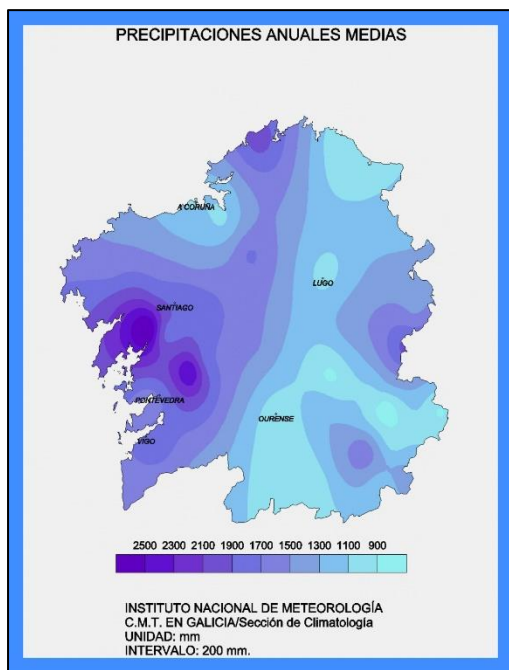 PRECIPITACIONES ANUALES MEDIAS
A CORUÑA
LUGO
SANTIAGO
PONTEVEDRA
OURENSE
VIGO
2500 2300 2100 1900 1700 1500 1300 1100 900
INSTITUTO NACIONAL DE METEOROLOGÍA
C.M.T. EN GALICIA/Sección de Climatología
UNIDAD: mm
INTERVALO: 200 mm.